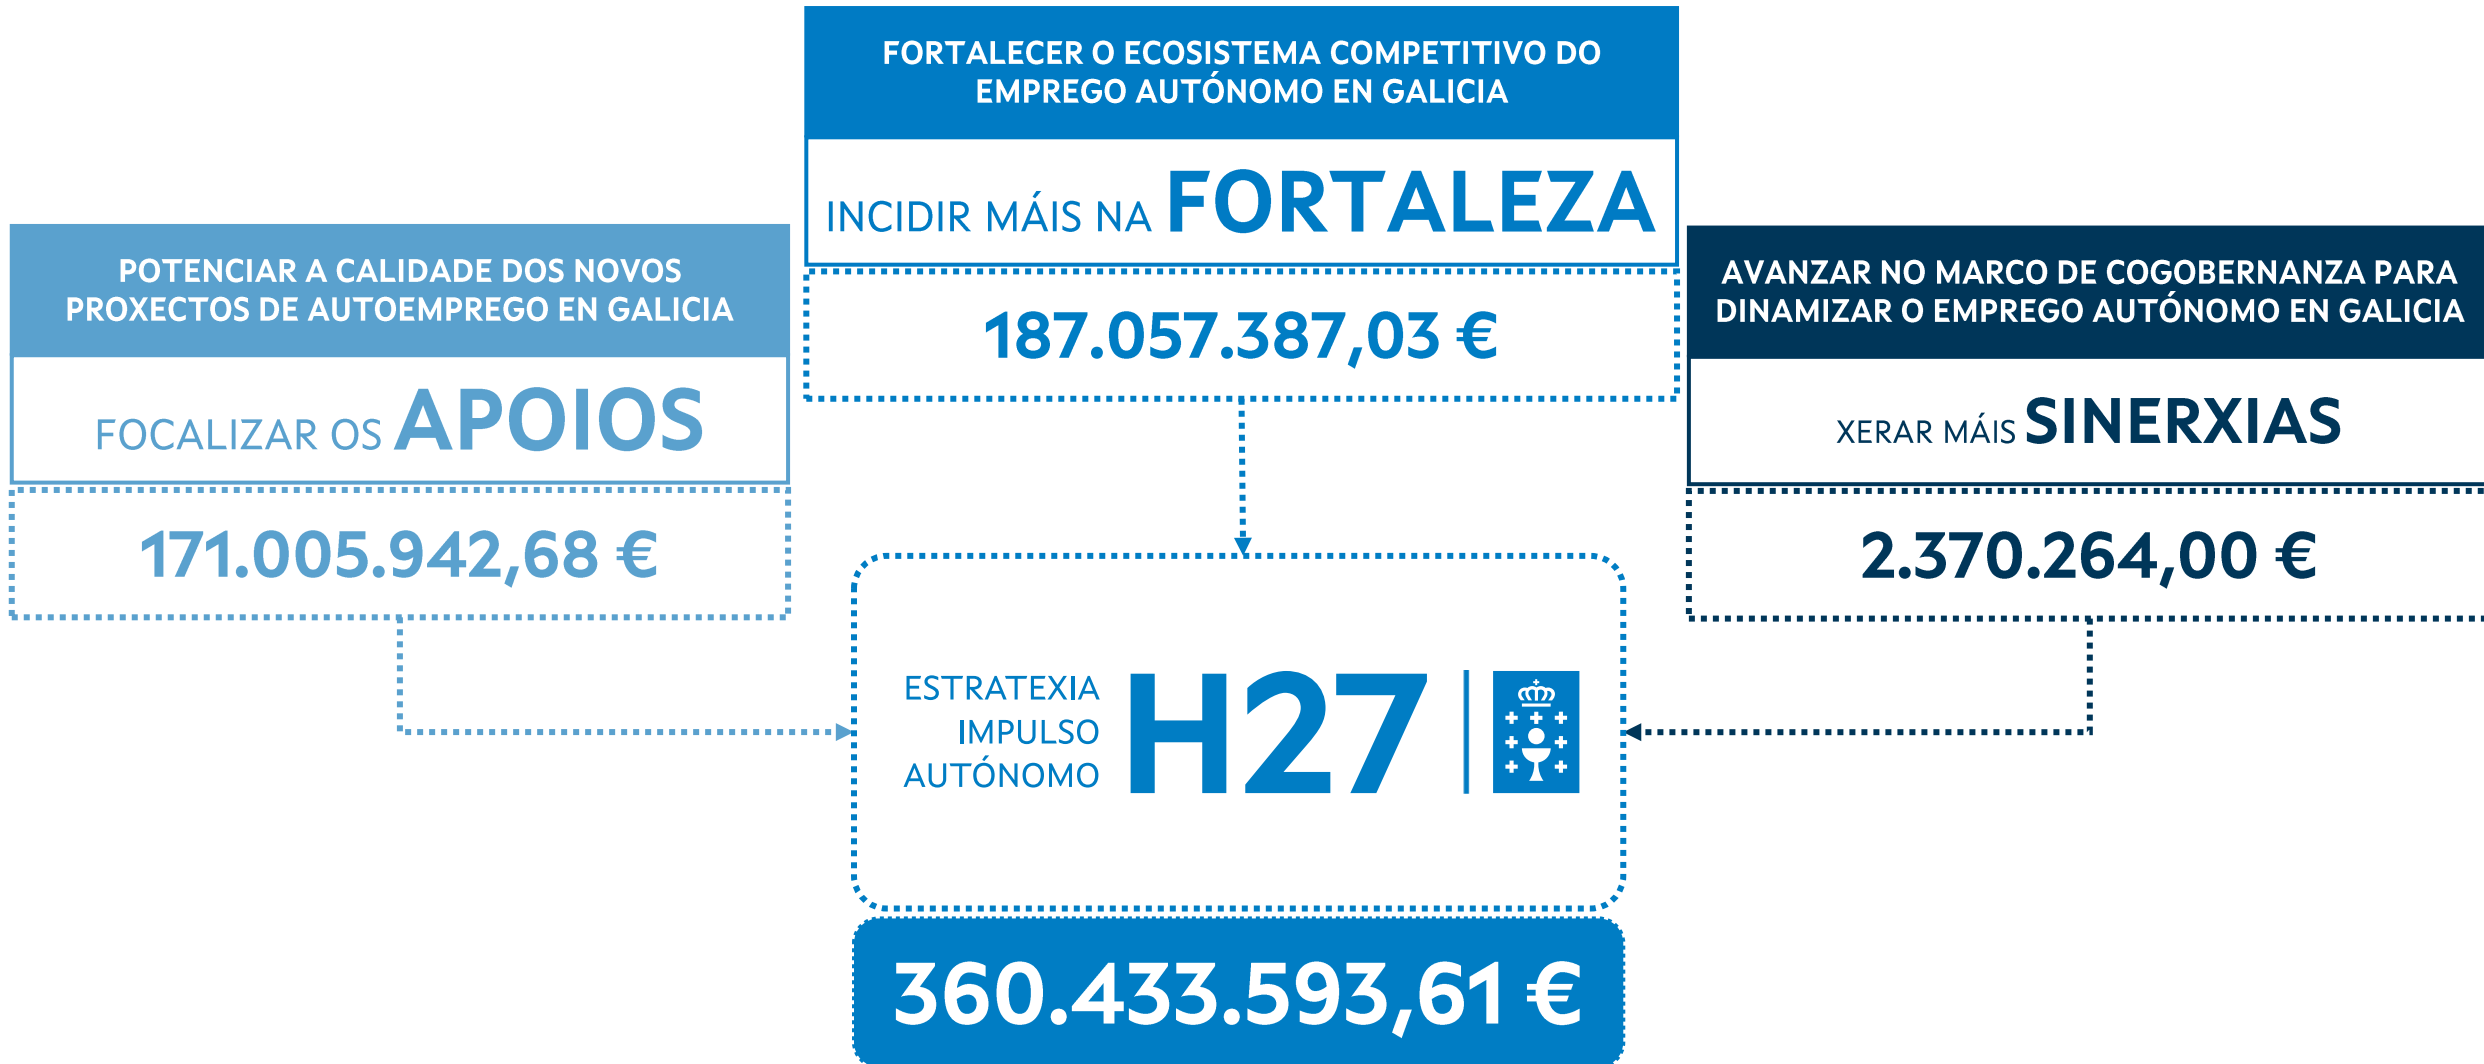 FORTALECER O ECOSISTEMA COMPETITIVO DO
EMPREGO AUTÓNOMO EN GALICIA
INCIDIR MÁIS NA FORTALEZA
187.057.387,03 €
POTENCIAR A CALIDADE DOS NOVOS
PROXECTOS DE AUTOEMPREGO EN GALICIA
FOCALIZAR OS APOIOS
171.005.942,68 €
AVANZAR NO MARCO DE COGOBERNANZA PARA
DINAMIZAR O EMPREGO AUTÓNOMO EN GALICIA
XERAR MÁIS SINERXIAS
2.370.264,00 €
ESTRATEXIA
IMPULSO
AUTÓNOMO
H27
360.433.593,61 €